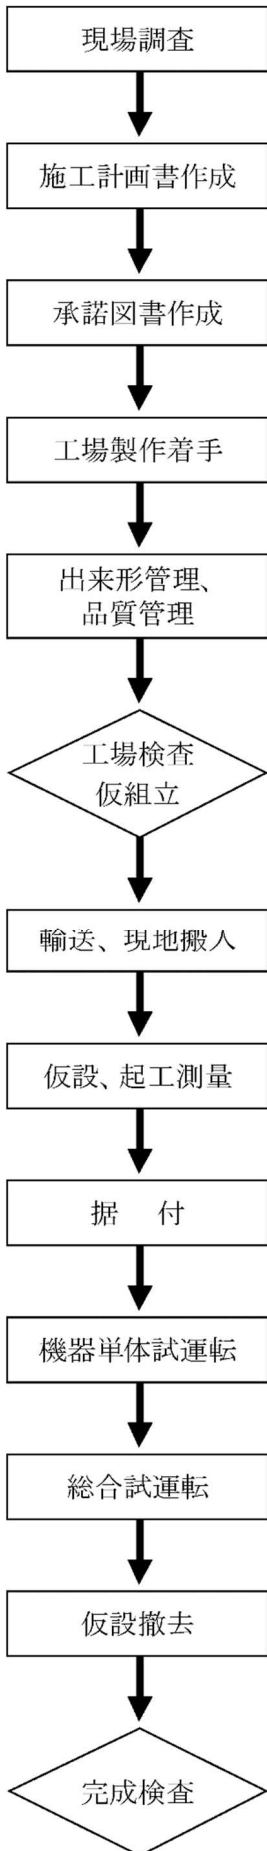 現場調査
施工計画書作成
承諾図書作成
工場製作着手
出来形管理、
品質管理
工場検査
仮組立
輸送、現地搬人
仮設、起工測量
据　付
機器単体試運転
総合試運転
仮設撤去
完成検査